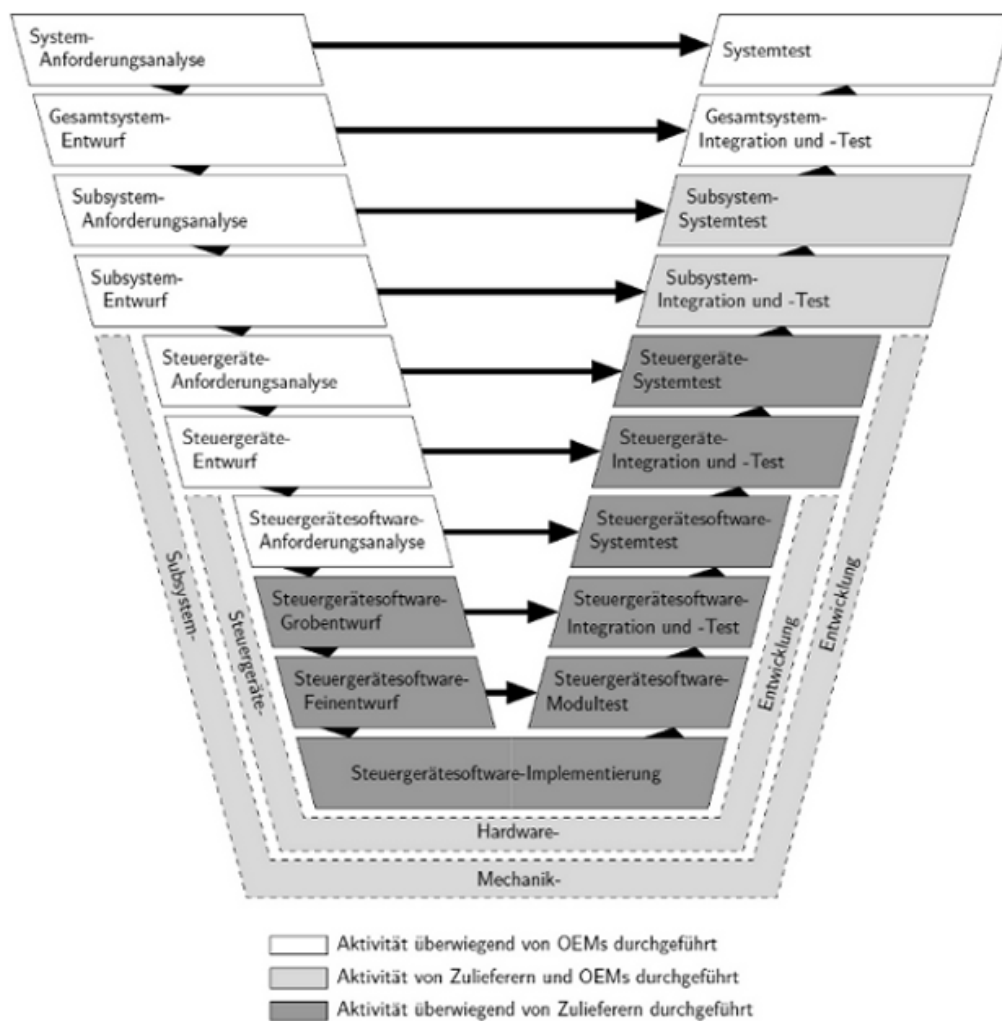 System-
Anforderungsanalyse
Systemtest
Gesamtsystem-
Entwurf
Gesamtsystem-
Integration und -Test
Subsystem-
Anforderungsanalyse
Subsystem-
Systemtest
Subsystem-
Entwurf
Subsystem-
Integration und -Test
Steuergeräte-
Anforderungsanalyse
Steuergeräte-
Systemtest
Steuergeräte-
Entwurf
Steuergeräte-
Integration und -Test
Steuergerätesoftware-
Anforderungsanalyse
Steuergerätesoftware-
Systemtest
Steuergerätesoftware-
Grobentwurf
Steuergerätesoftware-
Integration und -Test
Steuergerätesoftware-
Feinentwurf
Steuergerätesoftware-
Modultest
Steuergerätesoftware-Implementierung
Steuergeräte-
Hardware-
Entwicklung
Subsystem-
Mechanik-
Entwicklung
Aktivität überwiegend von OEMs durchgeführt
Aktivität von Zulieferern und OEMs durchgeführt
Aktivität überwiegend von Zulieferern durchgeführt